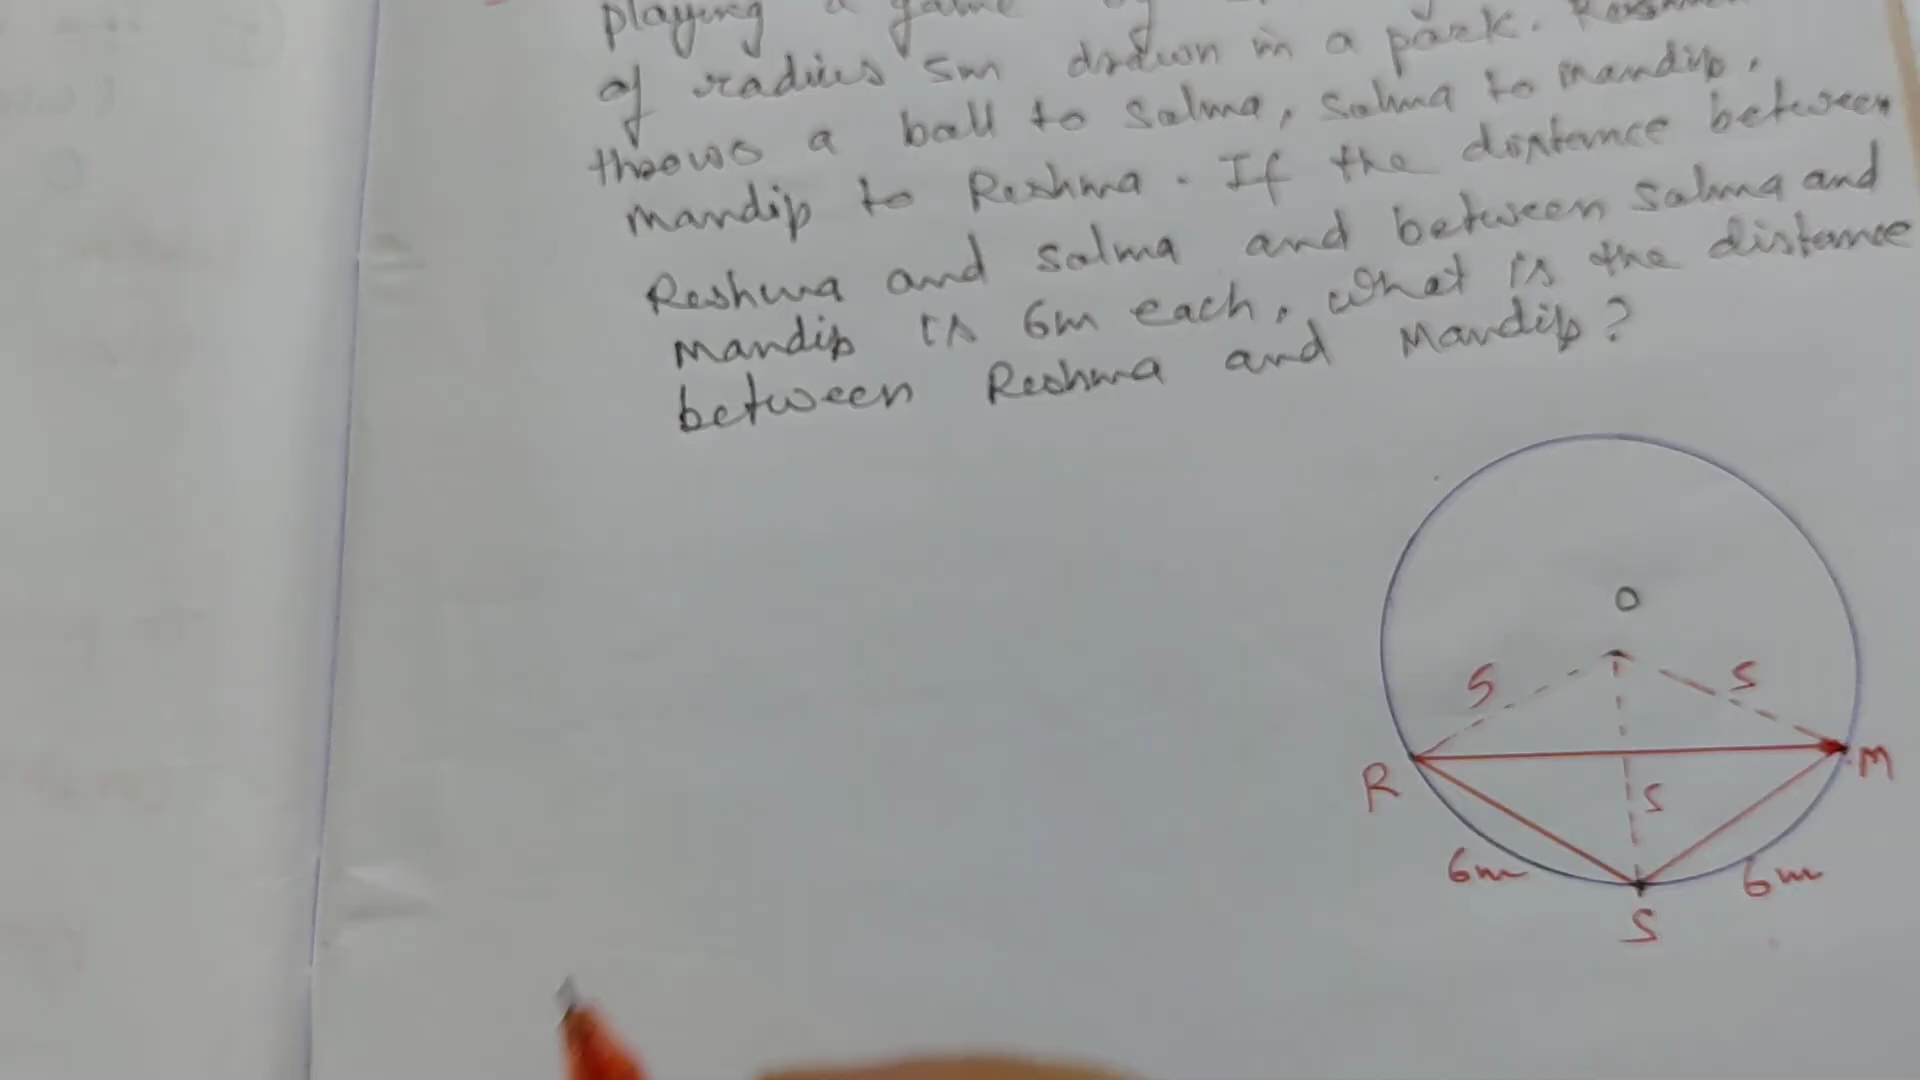 playing a game
of radius 5m drawn in a park.
throws a ball to Salma, Salma to mandip,
mandip to Reshma. If the distance between
Reshma and Salma and between Salma and
Mandip is 6m each, what is the distance
between Reshma and Mandip?
O
5
5
R
M
5
6m
6m
S